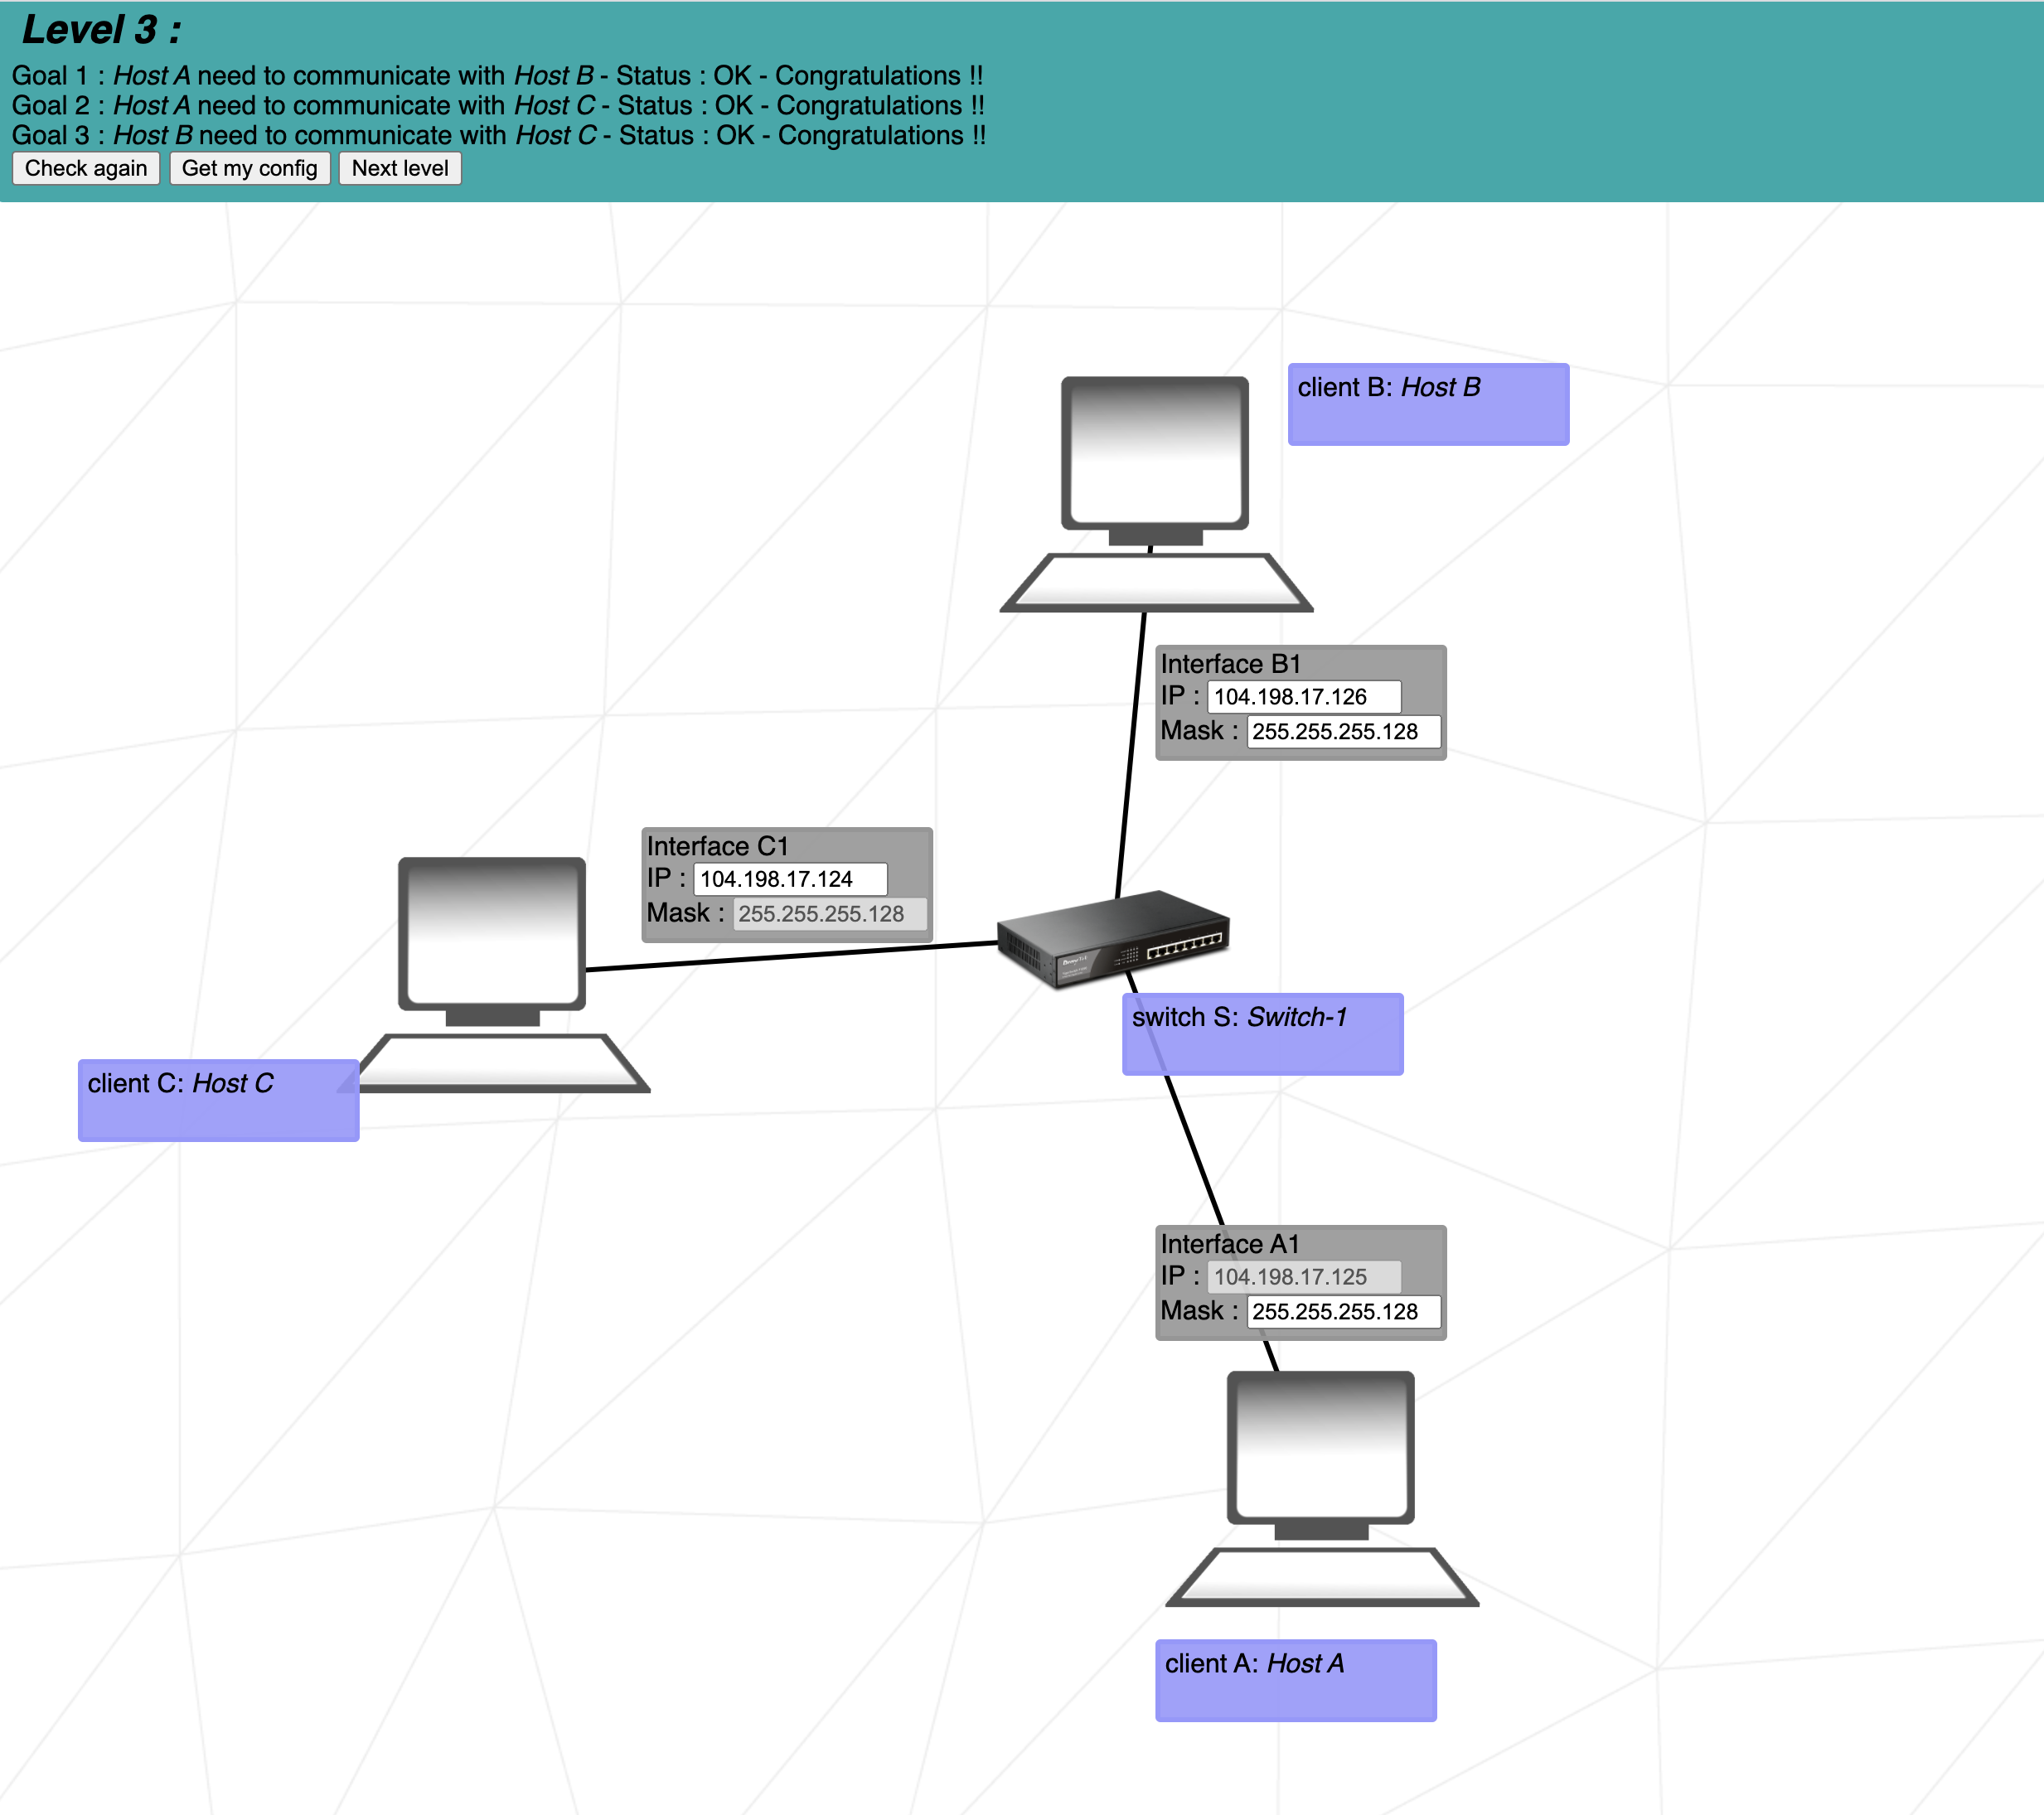 Level 3 :
Goal 1 : Host A need to communicate with Host B - Status : OK - Congratulations !!
Goal 2 : Host A need to communicate with Host C - Status : OK - Congratulations !!
Goal 3 : Host B need to communicate with Host C - Status : OK - Congratulations !!
Check again Get my config Next level
client B: Host B
Interface B1
IP : 104.198.17.126
Mask : 255.255.255.128
Interface C1
IP : 104.198.17.124
Mask : 255.255.255.128
switch S: Switch-1
client C: Host C
Interface A1
IP : 104.198.17.125
Mask : 255.255.255.128
client A: Host A